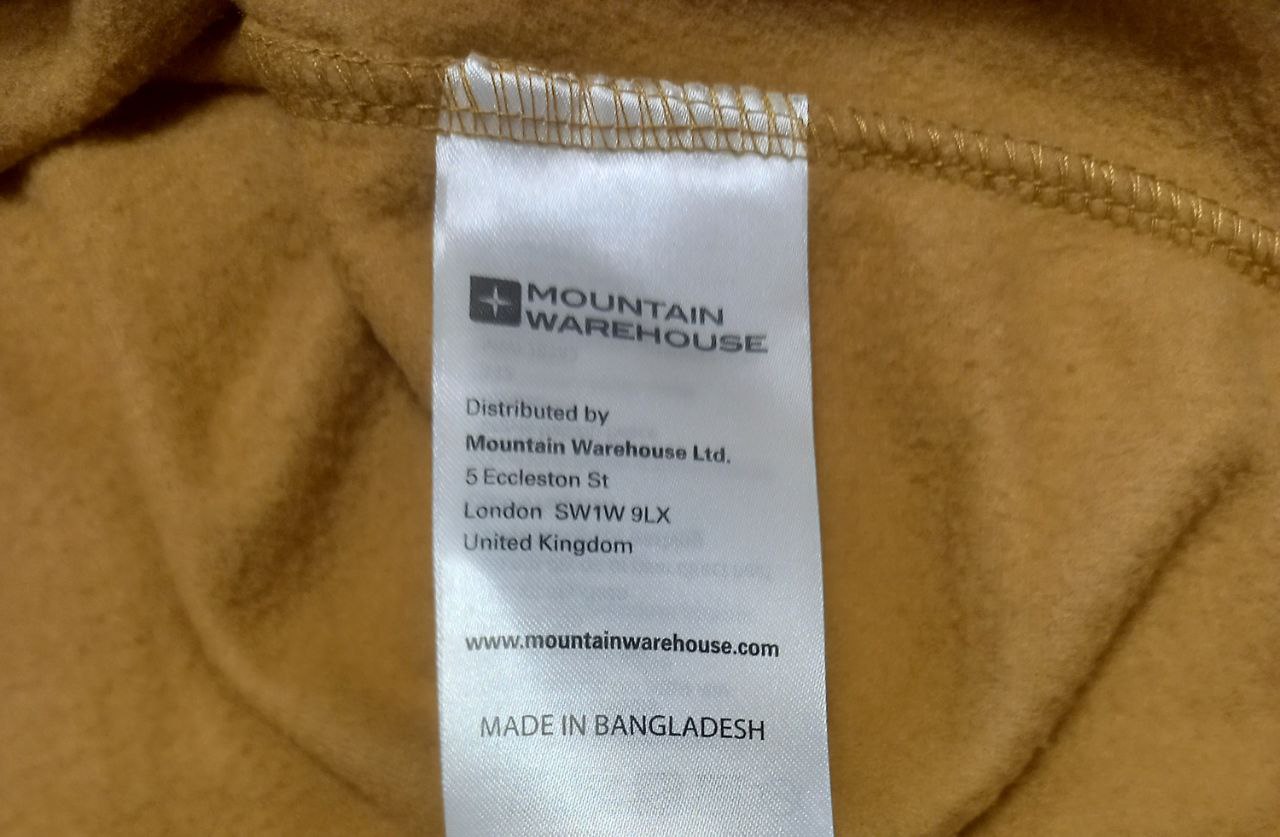 MOUNTAIN
WAREHOUSE
Distributed by
Mountain Warehouse Ltd.
5 Eccleston St
London SW1W 9LX
United Kingdom
www.mountainwarehouse.com
MADE IN BANGLADESH